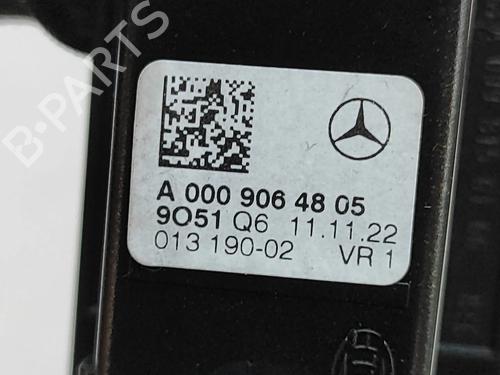 B-PARTS
A 000 906 48 05
9O51 Q6 11.11.22
013 190-02 VR 1